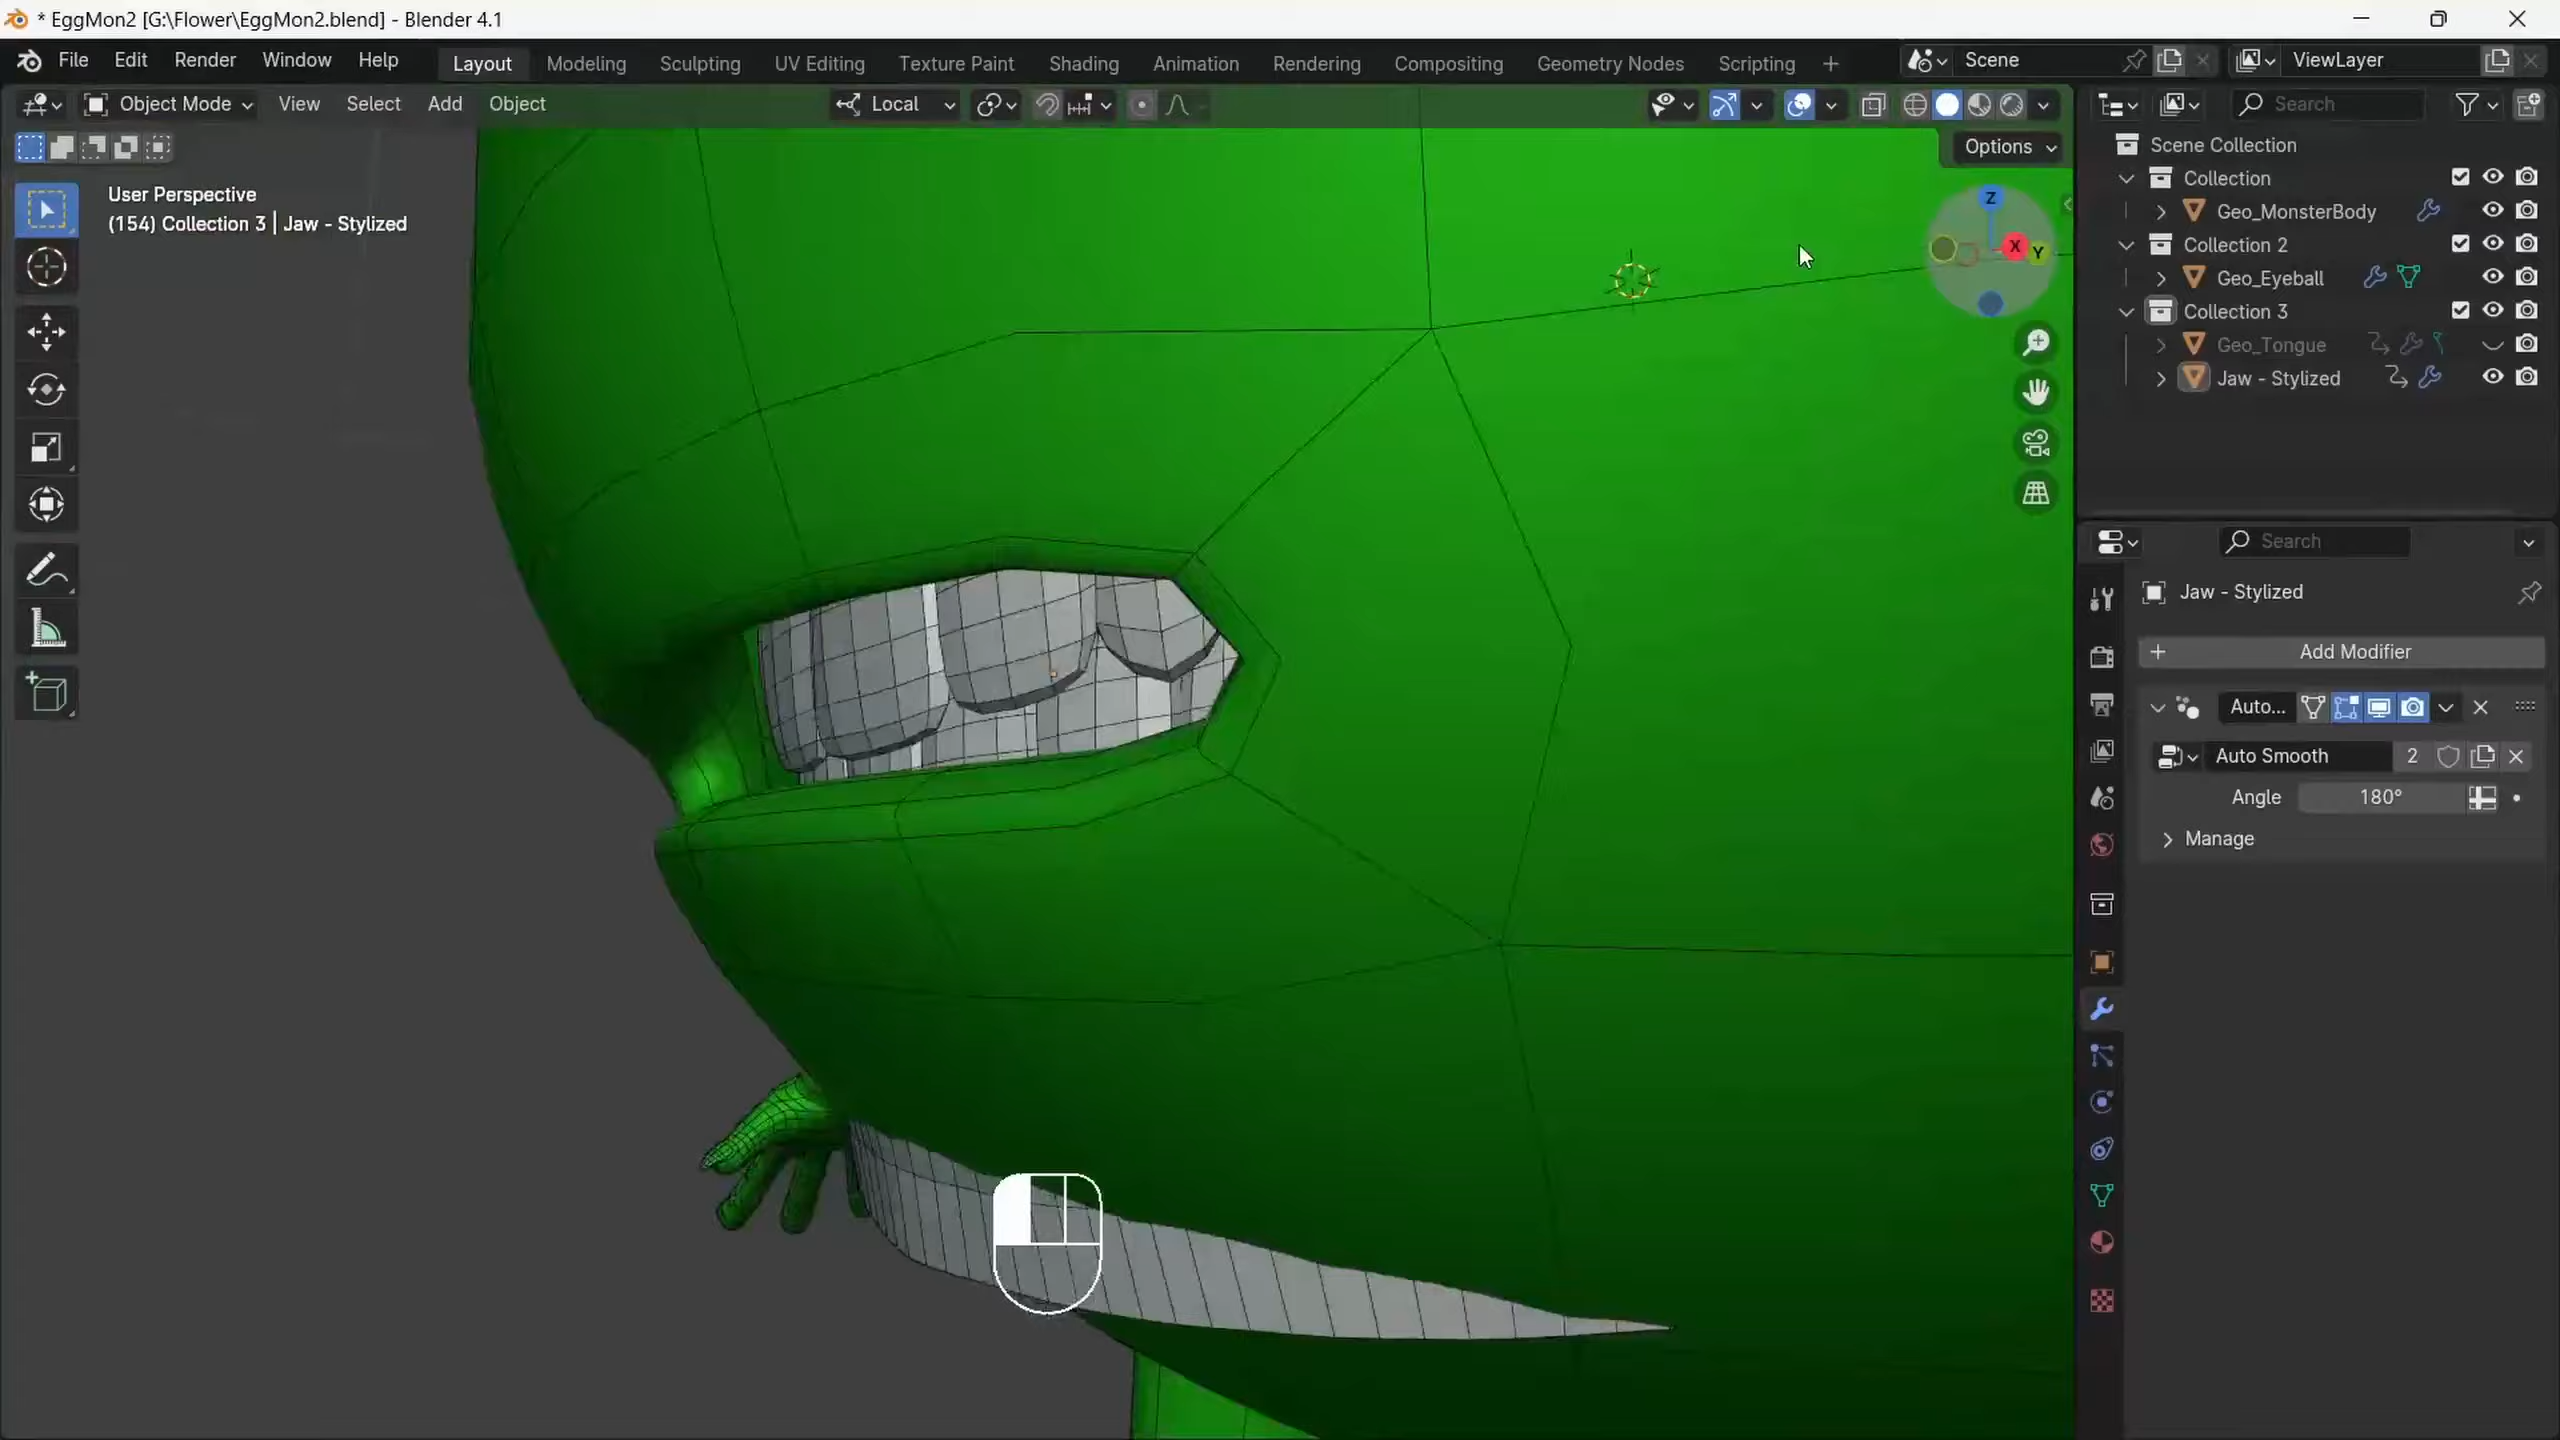 * EggMon2 [G:\Flower\EggMon2.blend] - Blender 4.1
File Edit Render Window Help Layout Modeling Sculpting UV Editing Texture Paint Shading Animation Rendering Compositing Geometry Nodes Scripting + Scene ViewLayer
Object Mode View Select Add Object Local Search
Options
User Perspective
(154) Collection 3 | Jaw - Stylized
Z
X
Y
Scene Collection
Collection
Geo_MonsterBody
Collection 2
Geo_Eyeball
Collection 3
Geo_Tongue
Jaw - Stylized
Search
Jaw - Stylized
+ Add Modifier
Auto...
Auto Smooth 2
Angle 180°
Manage